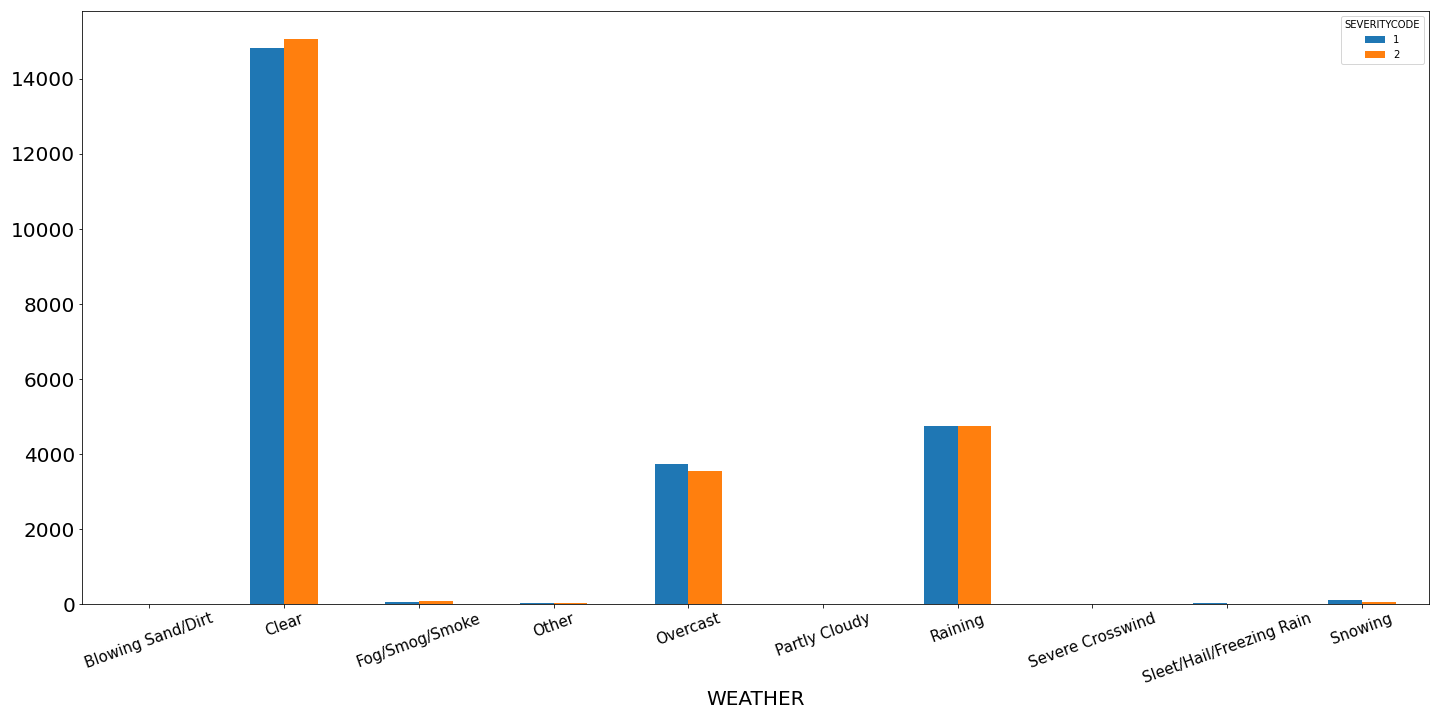 SEVERITYCODE
1
2
14000
12000
10000
8000
6000
4000
2000
0
Blowing Sand/Dirt
Clear
Fog/Smog/Smoke
Other
Overcast
Partly Cloudy
Raining
Severe Crosswind
Sleet/Hail/Freezing Rain
Snowing
WEATHER